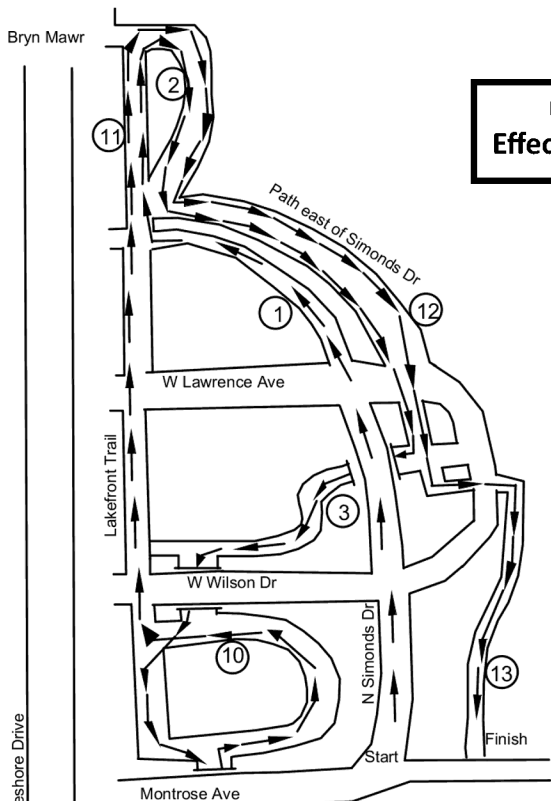 Bryn Mawr
2
11
Effec
Path east of Simonds Dr
12
1
W Lawrence Ave
Lakefront Trail
3
W Wilson Dr
10
N Simonds Dr
13
eshore Drive
Start
Finish
Montrose Ave